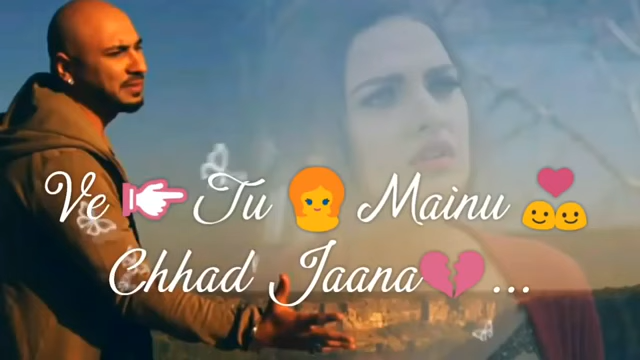 Ve 👉 Tu 👩 Mainu 💑
Chhad Jaana💔...